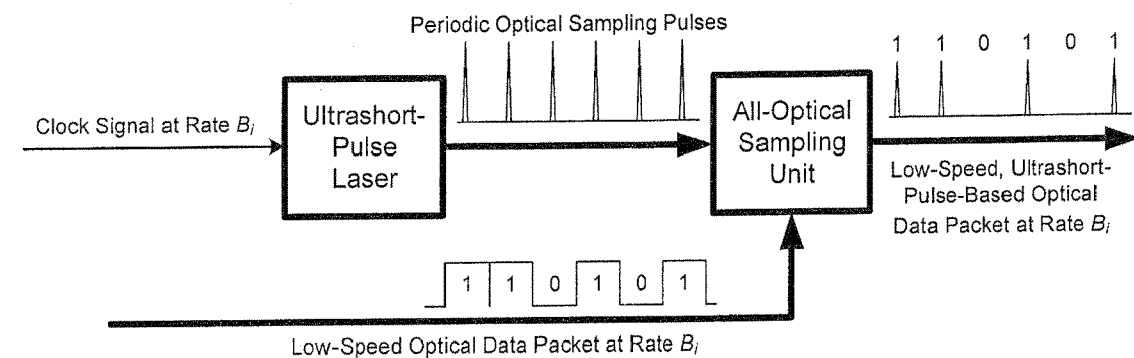 Periodic Optical Sampling Pulses
1 1 0 1 0 1
Clock Signal at Rate Bi
Ultrashort-
Pulse
Laser
All-Optical
Sampling
Unit
Low-Speed, Ultrashort-
Pulse-Based Optical
Data Packet at Rate Bi
1 1 0 1 0 1
Low-Speed Optical Data Packet at Rate Bi